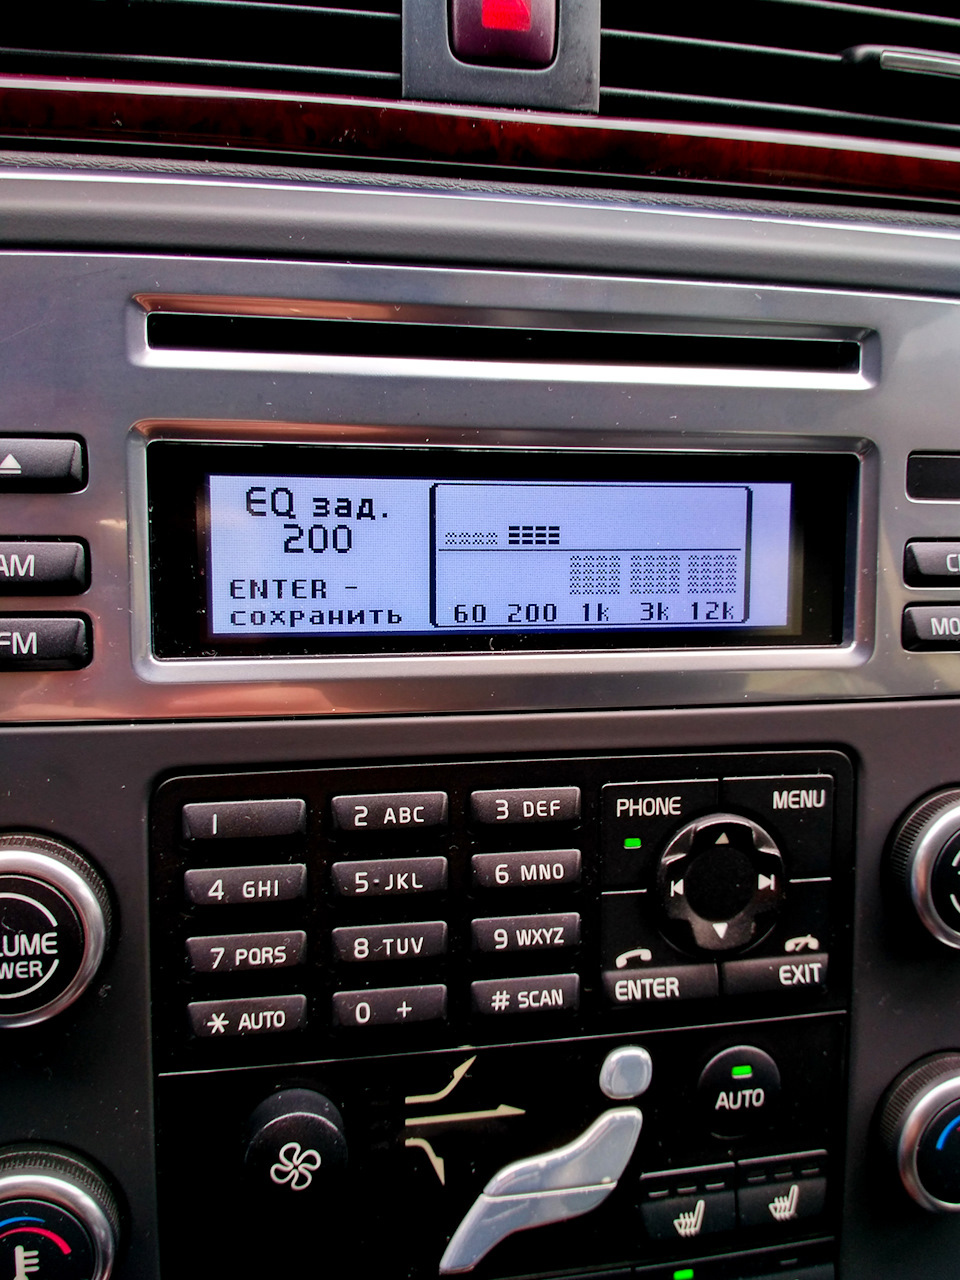 EQ зад.
200
ENTER -
сохранить
60 200 1k 3k 12k
AM
FM
1
2 ABC
3 DEF
PHONE
MENU
4 GHI
5 JKL
6 MNO
7 PQRS
8 TUV
9 WXYZ
* AUTO
0 +
# SCAN
ENTER
EXIT
AUTO